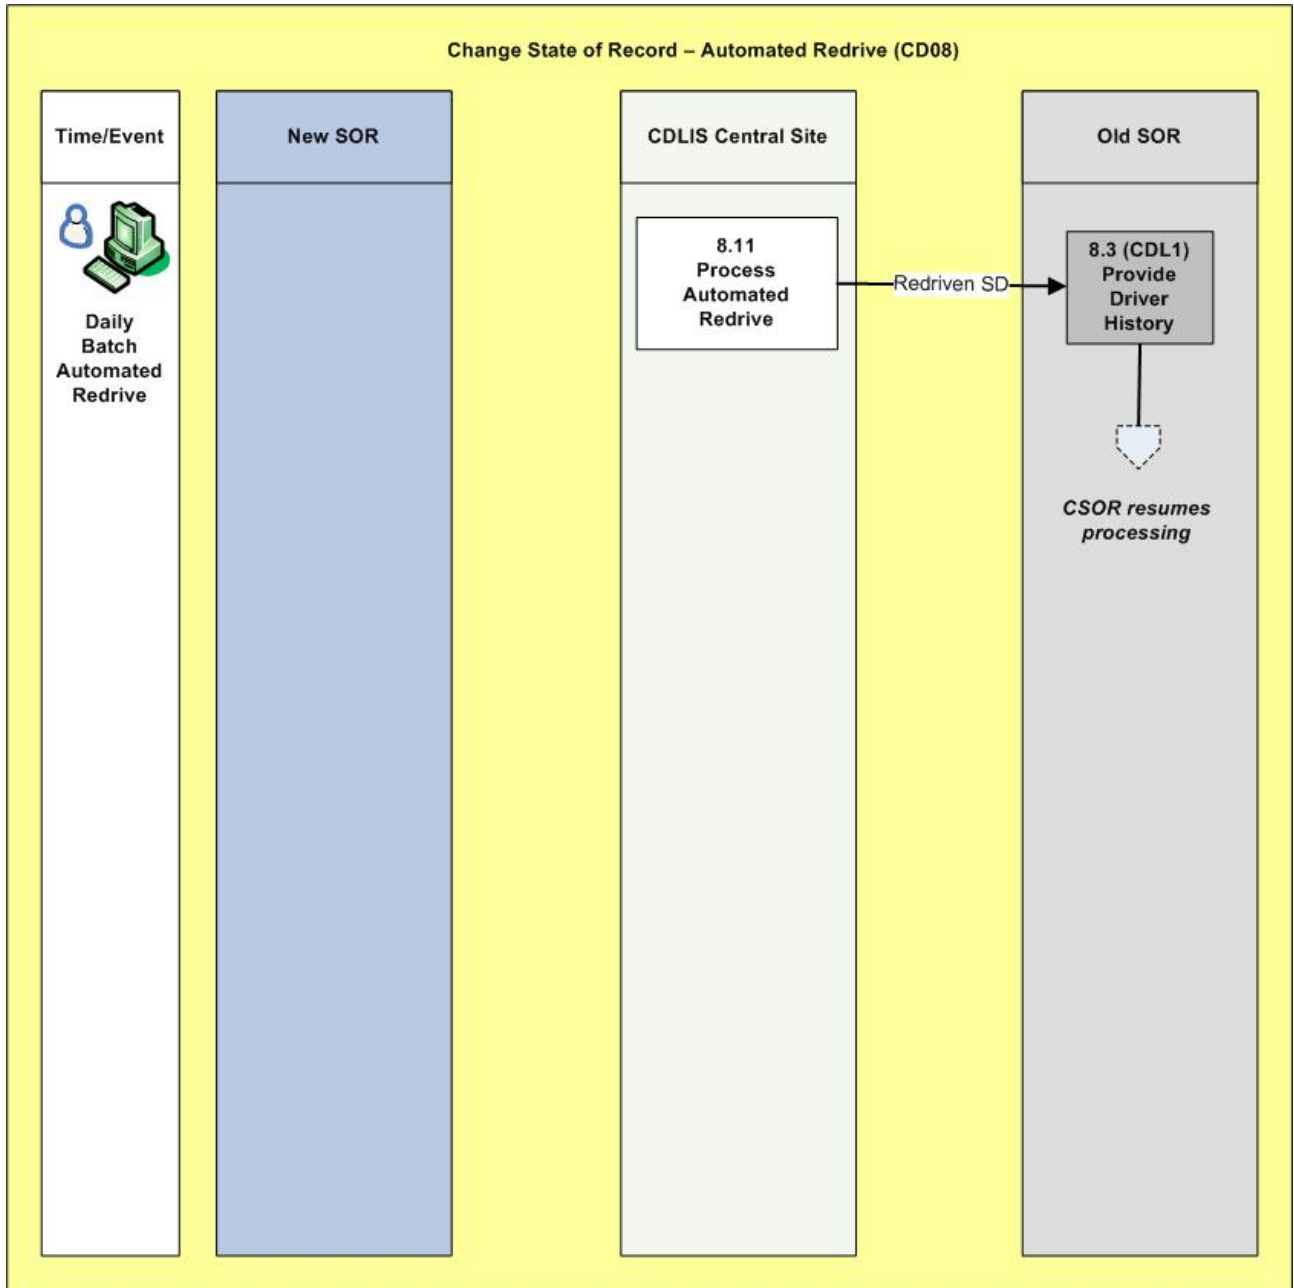 Change State of Record – Automated Redrive (CD08)
Time/Event
New SOR
CDLIS Central Site
Old SOR
Daily
Batch
Automated
Redrive
8.11
Process
Automated
Redrive
Redriven SD
8.3 (CDL1)
Provide
Driver
History
CSOR resumes
processing